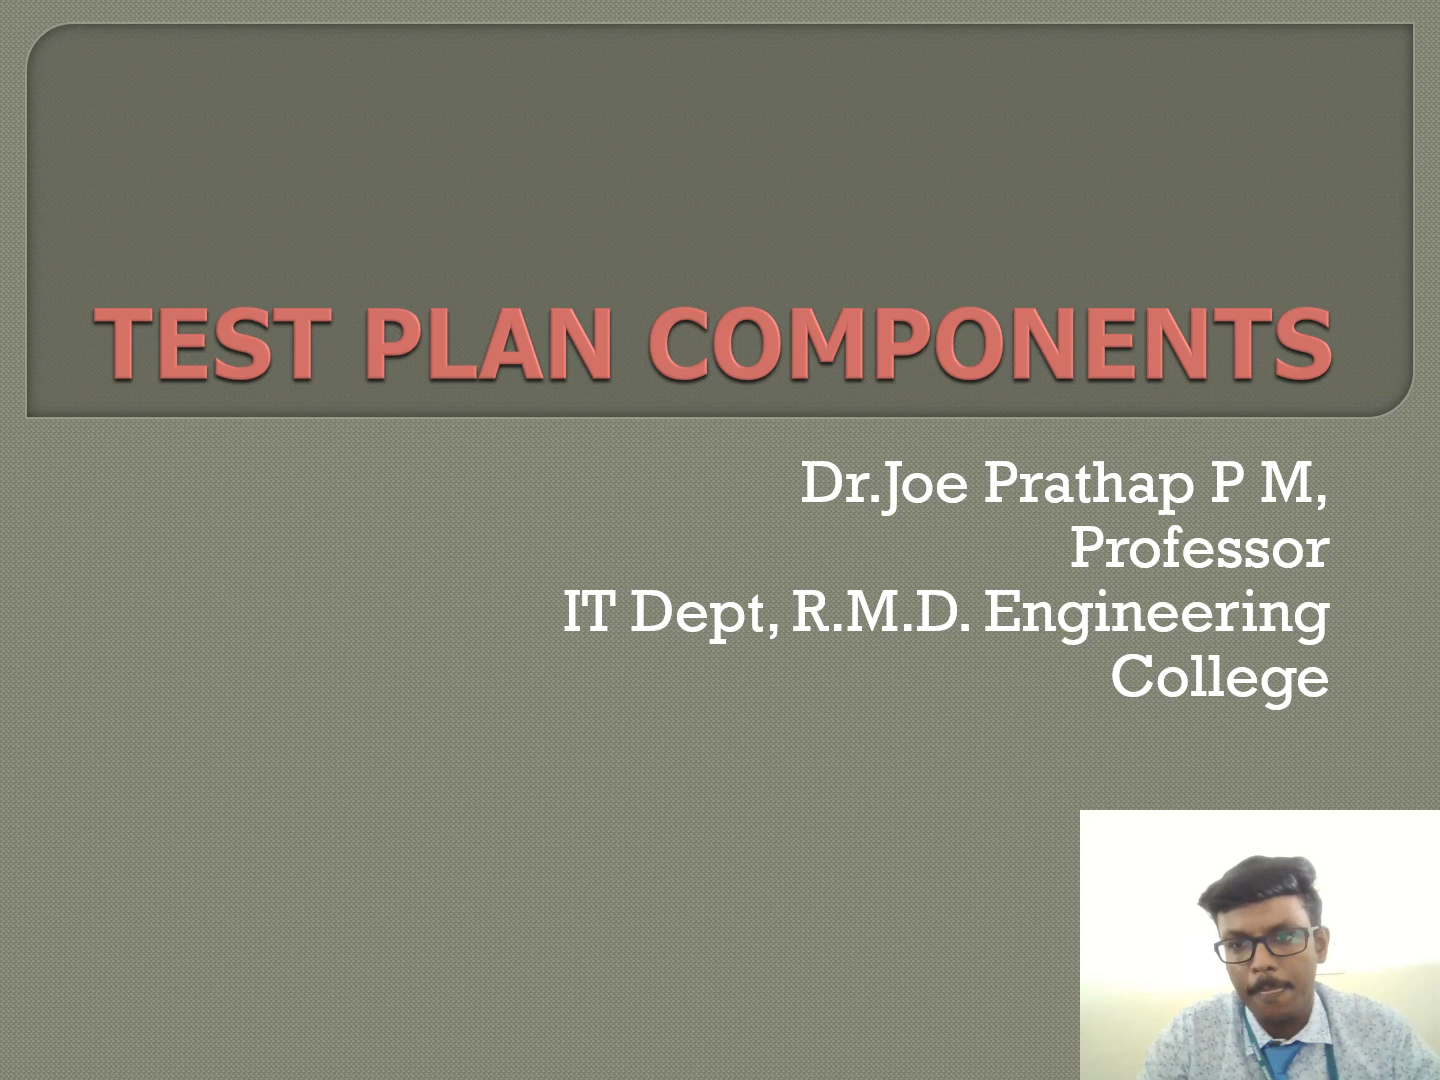 TEST PLAN COMPONENTS
Dr.Joe Prathap P M,
Professor
IT Dept, R.M.D. Engineering
College